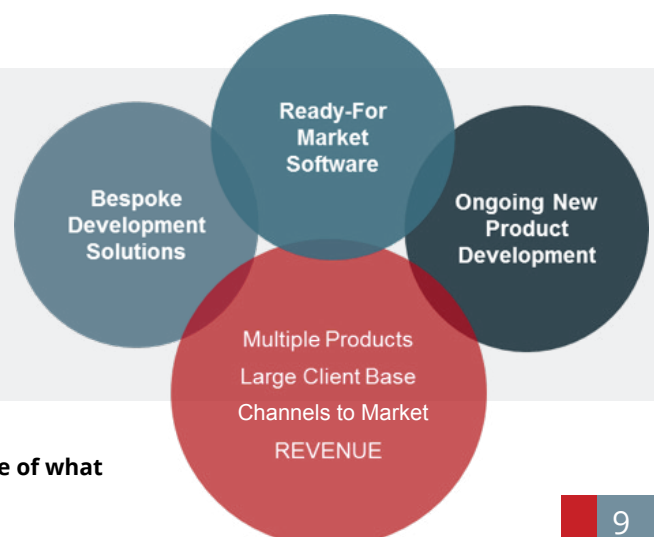 Ready-For
Market
Software
Bespoke
Development
Solutions
Ongoing New
Product
Development
Multiple Products
Large Client Base
Channels to Market
REVENUE
e of what
9